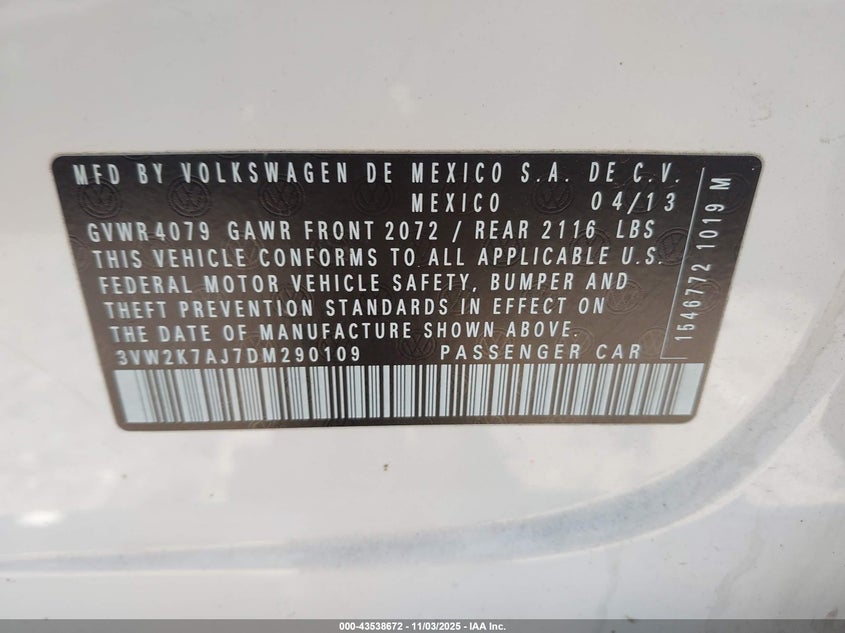 MFD BY VOLKSWAGEN DE MEXICO S.A. DE C.V.
MEXICO 04/13
GVWR 4079 GAWR FRONT 2072 / REAR 2116 LBS
THIS VEHICLE CONFORMS TO ALL APPLICABLE U.S.
FEDERAL MOTOR VEHICLE SAFETY, BUMPER AND
THEFT PREVENTION STANDARDS IN EFFECT ON
THE DATE OF MANUFACTURE SHOWN ABOVE.
3VW2K7AJ7DM290109 PASSENGER CAR
1546772 1019 M
000-43538672 - 11/03/2025 - IAA Inc.